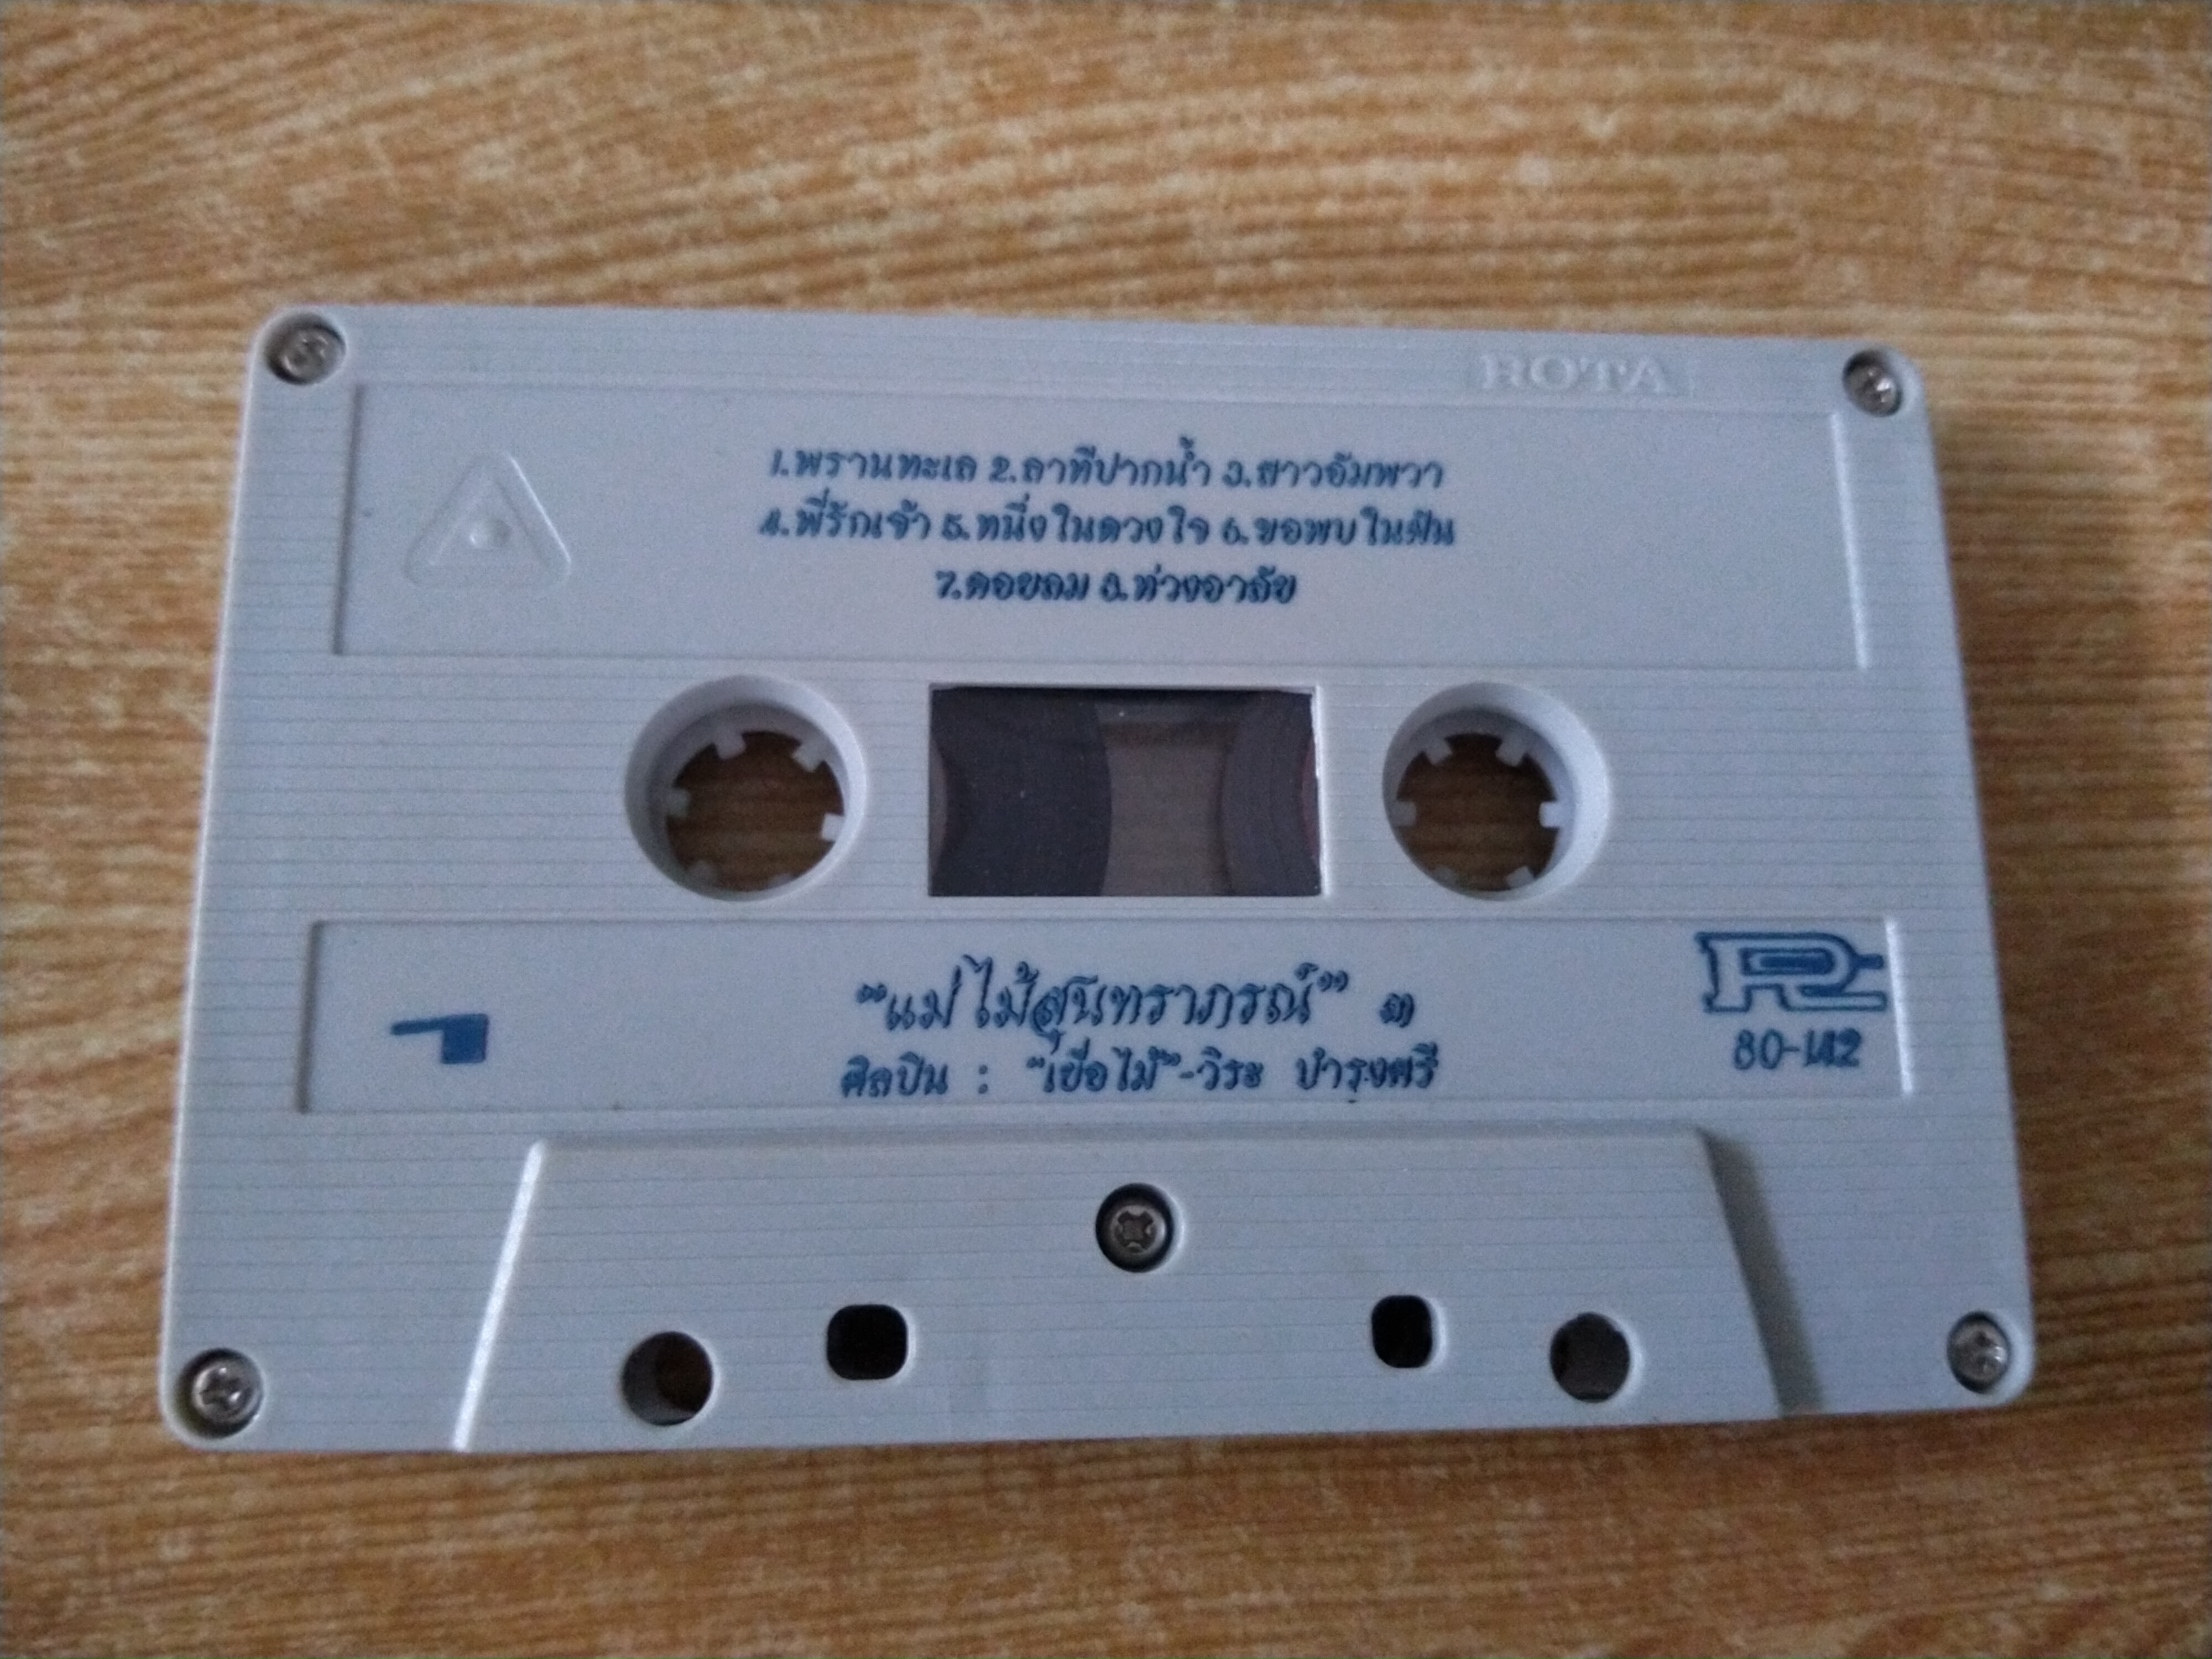 ROTA
1.พรานทะเล 2.ลาทีปากน้ำ 3.สาวอัมพวา
4.พี่รักเจ้า 5.หนึ่งในดวงใจ 6.ขอพบในฝัน
7.คอยลม 8.ห่วงอาลัย
"แม่ไม้สุนทราภรณ์" ๓
ศิลปิน : "เยื่อไม้"-วิระ บำรุงศรี
80-142